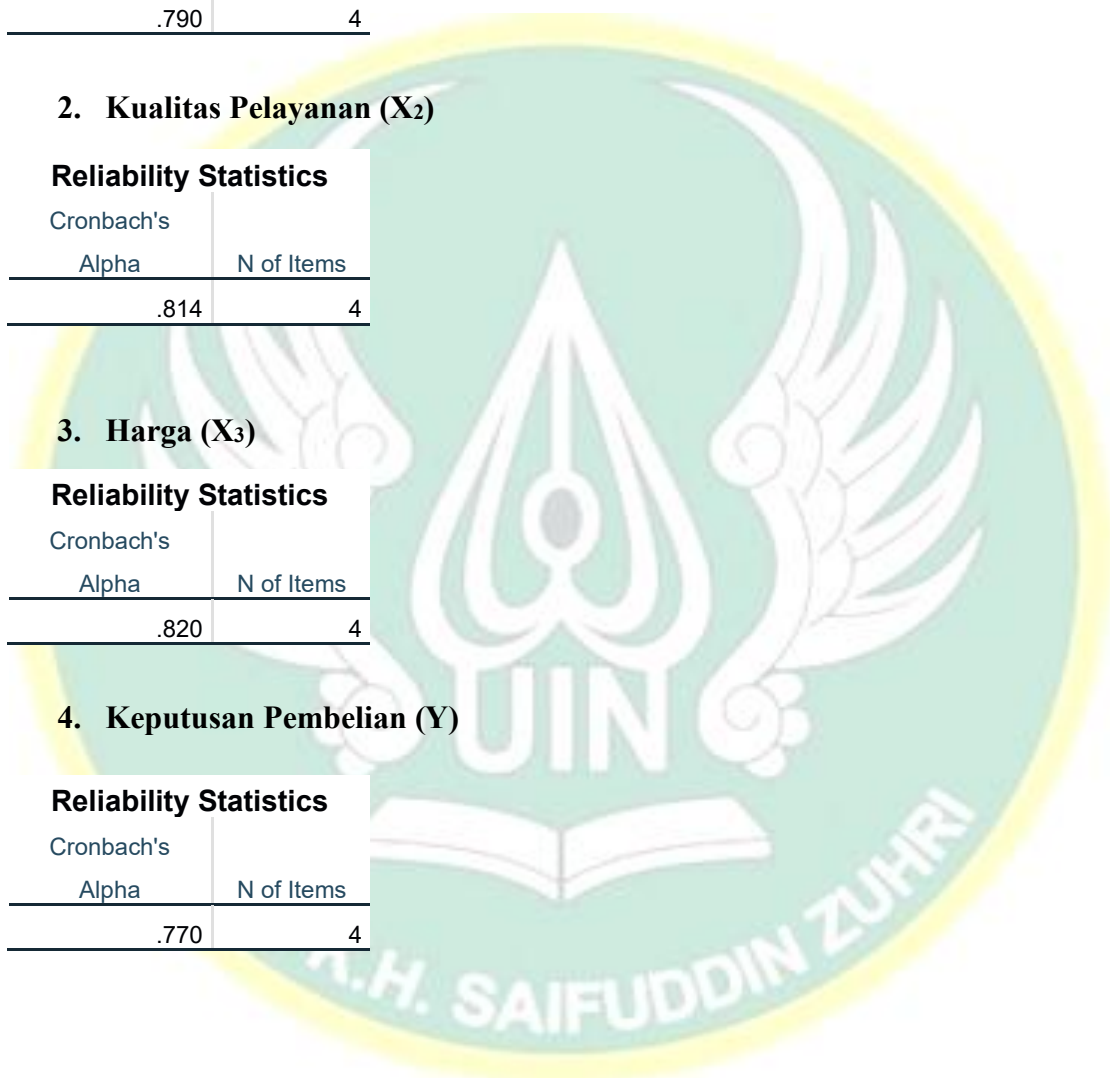 .790 4
2. Kualitas Pelayanan (X2)
Reliability Statistics
Cronbach's
Alpha N of Items
.814 4
3. Harga (X3)
Reliability Statistics
Cronbach's
Alpha N of Items
.820 4
4. Keputusan Pembelian (Y)
Reliability Statistics
Cronbach's
Alpha N of Items
.770 4
UIN
K.H. SAIFUDDIN ZUHRI